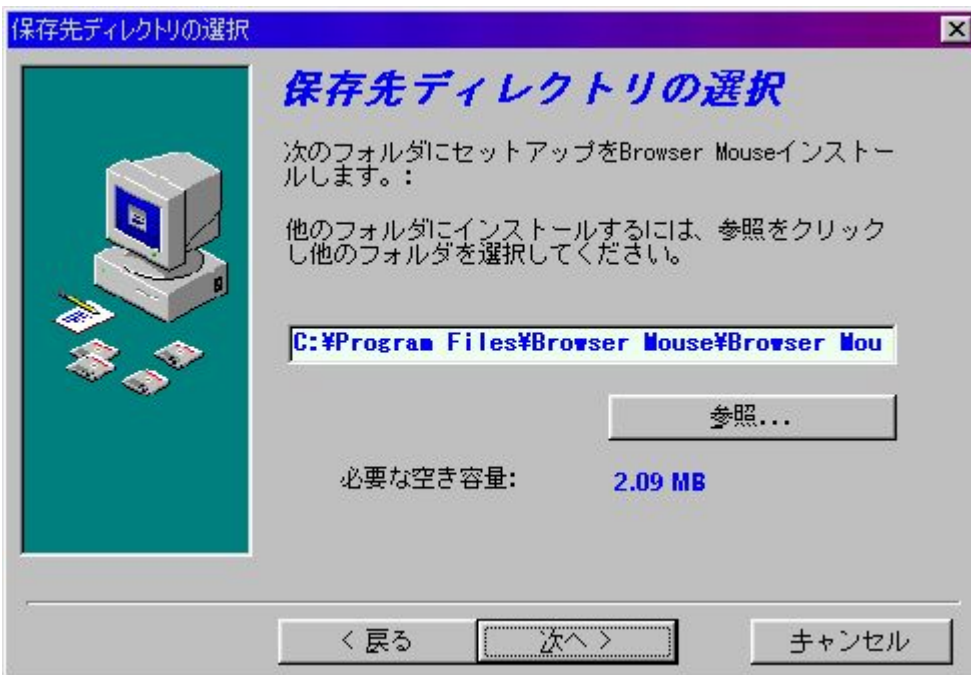 保存先ディレクトリの選択
保存先ディレクトリの選択
次のフォルダにセットアップをBrowser Mouseインストー
ルします。:
他のフォルダにインストールするには、参照をクリック
し他のフォルダを選択してください。
C:¥Program Files¥Browser Mouse¥Browser Mou
参照...
必要な空き容量: 2.09 MB
< 戻る 次へ > キャンセル